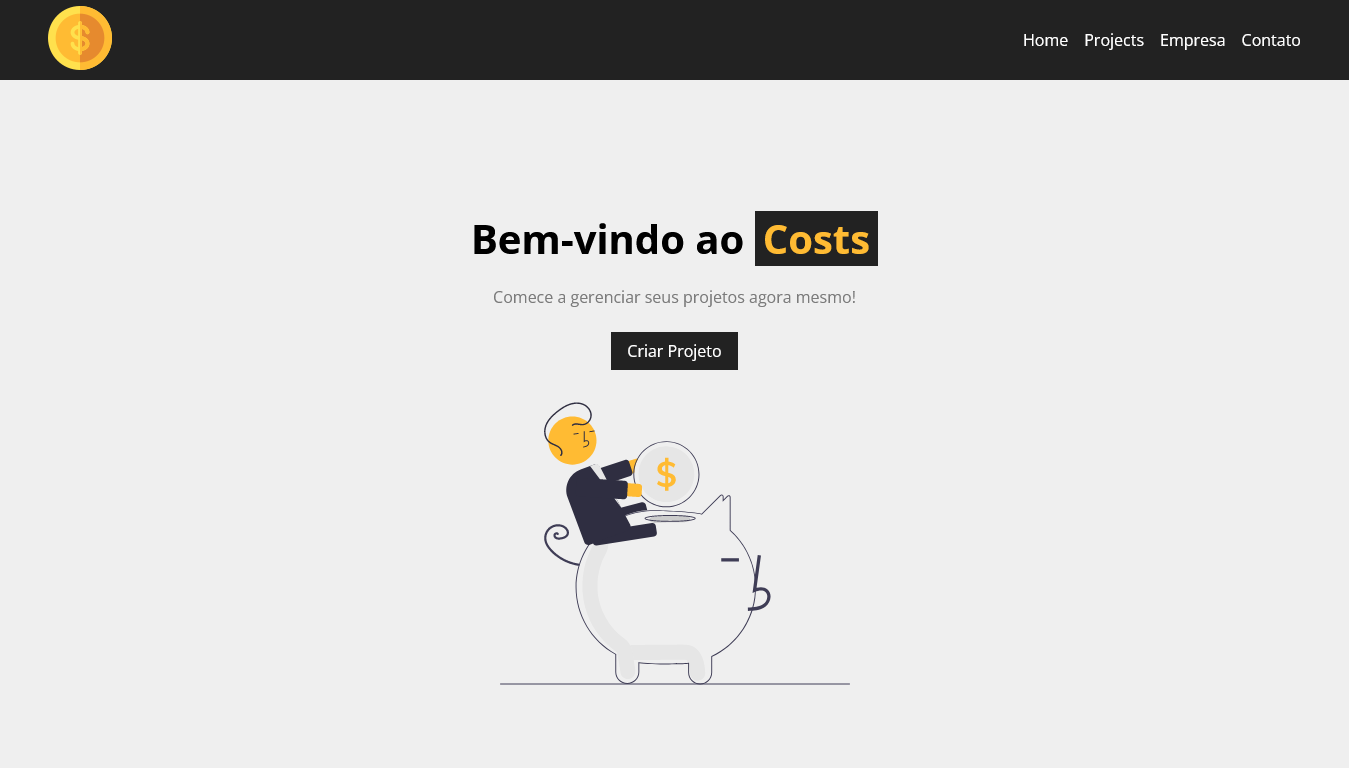 $
Home Projects Empresa Contato
Bem-vindo ao Costs
Comece a gerenciar seus projetos agora mesmo!
Criar Projeto
$